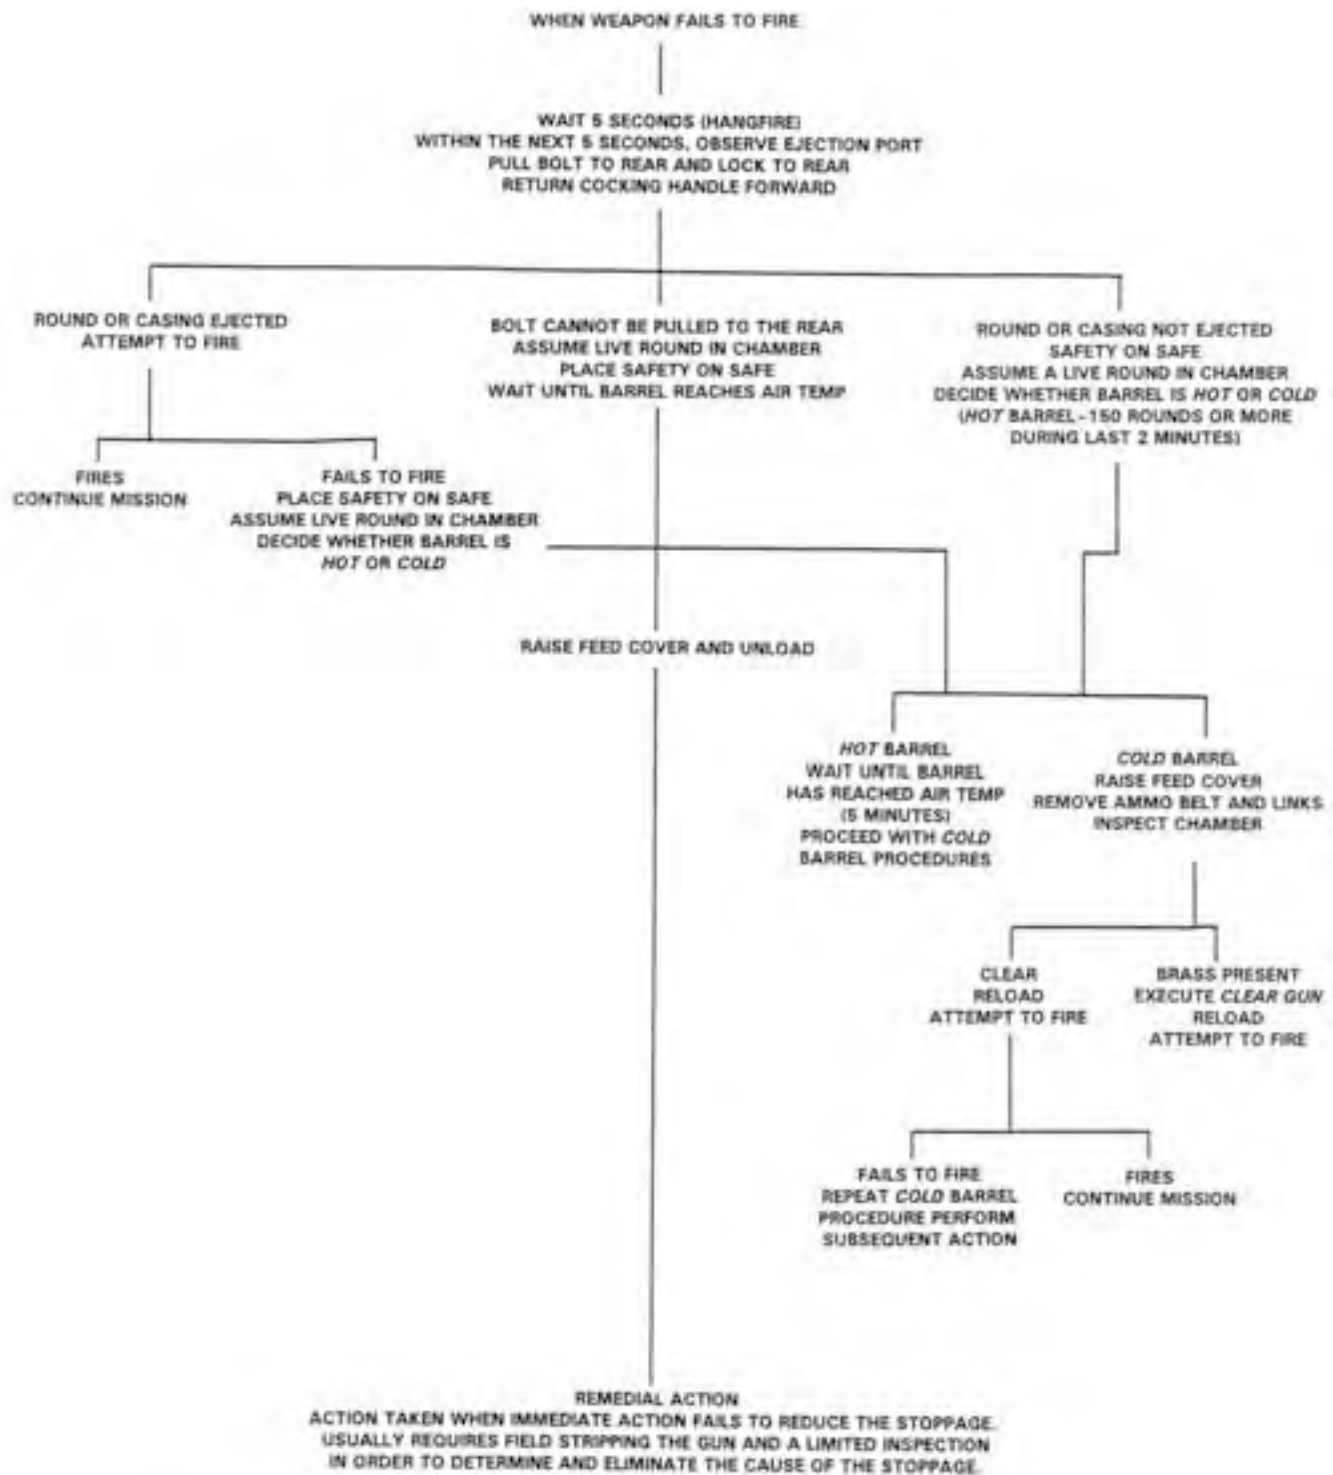 WHEN WEAPON FAILS TO FIRE
WAIT 5 SECONDS (HANGFIRE)
WITHIN THE NEXT 5 SECONDS, OBSERVE EJECTION PORT
PULL BOLT TO REAR AND LOCK TO REAR
RETURN COCKING HANDLE FORWARD
ROUND OR CASING EJECTED
ATTEMPT TO FIRE
BOLT CANNOT BE PULLED TO THE REAR
ASSUME LIVE ROUND IN CHAMBER
PLACE SAFETY ON SAFE
WAIT UNTIL BARREL REACHES AIR TEMP
ROUND OR CASING NOT EJECTED
SAFETY ON SAFE
ASSUME A LIVE ROUND IN CHAMBER
DECIDE WHETHER BARREL IS HOT OR COLD
(HOT BARREL-150 ROUNDS OR MORE
DURING LAST 2 MINUTES)
FIRES
CONTINUE MISSION
FAILS TO FIRE
PLACE SAFETY ON SAFE
ASSUME LIVE ROUND IN CHAMBER
DECIDE WHETHER BARREL IS
HOT OR COLD
RAISE FEED COVER AND UNLOAD
HOT BARREL
WAIT UNTIL BARREL
HAS REACHED AIR TEMP
(5 MINUTES)
PROCEED WITH COLD
BARREL PROCEDURES
COLD BARREL
RAISE FEED COVER
REMOVE AMMO BELT AND LINKS
INSPECT CHAMBER
CLEAR
RELOAD
ATTEMPT TO FIRE
BRASS PRESENT
EXECUTE CLEAR GUN
RELOAD
ATTEMPT TO FIRE
FAILS TO FIRE
REPEAT COLD BARREL
PROCEDURE PERFORM
SUBSEQUENT ACTION
FIRES
CONTINUE MISSION
REMEDIAL ACTION
ACTION TAKEN WHEN IMMEDIATE ACTION FAILS TO REDUCE THE STOPPAGE.
USUALLY REQUIRES FIELD STRIPPING THE GUN AND A LIMITED INSPECTION
IN ORDER TO DETERMINE AND ELIMINATE THE CAUSE OF THE STOPPAGE.